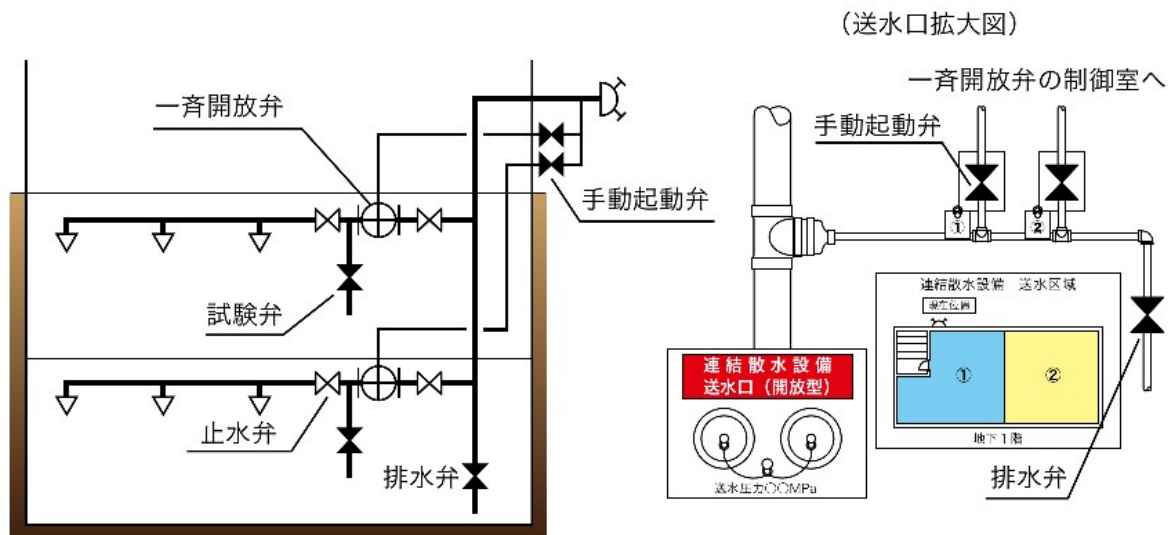 （送水口拡大図）
一斉開放弁
一斉開放弁の制御室へ
手動起動弁
手動起動弁
①
②
試験弁
連結散水設備　送水区域
現在位置
①
②
地下1階
連結散水設備
送水口（開放型）
送水圧力〇〇MPa
止水弁
排水弁
排水弁